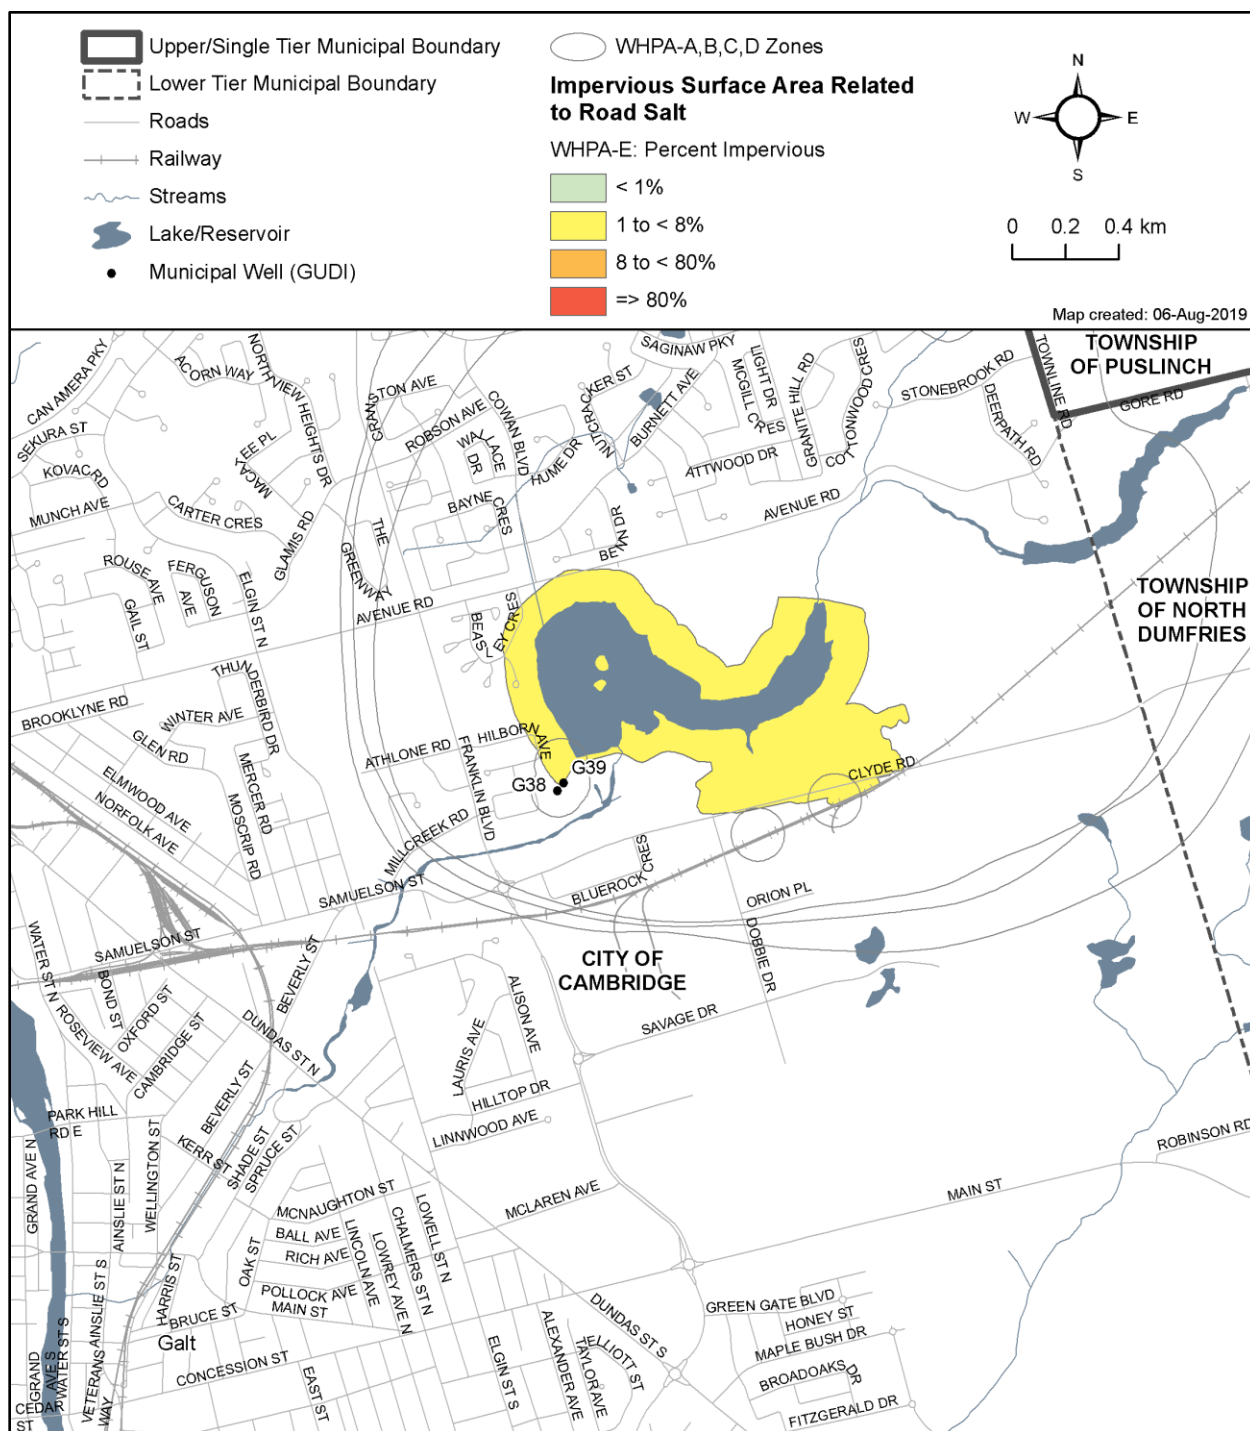 Upper/Single Tier Municipal Boundary
Lower Tier Municipal Boundary
Roads
Railway
Streams
Lake/Reservoir
Municipal Well (GUDI)
WHPA-A,B,C,D Zones
Impervious Surface Area Related
to Road Salt
WHPA-E: Percent Impervious
< 1%
1 to < 8%
8 to < 80%
=> 80%
N
W
E
S
0 0.2 0.4 km
Map created: 06-Aug-2019
TOWNSHIP
OF PUSLINCH
TOWNLINE RD
GORE RD
CAN AMERA PKY
ACORN WAY
NORTHVIEW HEIGHTS DR
CRANSTON AVE
ROBSON AVE
COWAN BLVD
NUTCRACKER ST
SAGINAW PKY
BURNETT AVE
MCGILL CRES
LIGHT DR
GRANITE HILL RD
COTTONWOOD CRES
STONEBROOK RD
DEERPATH RD
SEKURA ST
KOVAC RD
MACATEE PL
WALLACE
DR
HUME DR
ATTWOOD DR
MUNCH AVE
CARTER CRES
GLAMIS RD
THE
GREENWAY
BAYNE
CRES
BENN DR
AVENUE RD
ROUSE AVE
FERGUSON
AVE
ELGIN ST N
GAIL ST
AVENUE RD
BEASLEY CRES
TOWNSHIP
OF NORTH
DUMFRIES
BROOKLYNE RD
THUNDERBIRD DR
WINTER AVE
GLEN RD
MERCER RD
MOSCRIP RD
ELMWOOD AVE
NORFOLK AVE
ATHLONE RD
FRANKLIN BLVD
HILBORN
AVE
G39
G38
CLYDE RD
MILLCREEK RD
SAMUELSON ST
BLUEROCK
CRES
ORION PL
DOBBIE DR
WATER ST N
SAMUELSON ST
BOND ST
OXFORD ST
ROSEVIEW AVE
CAMBRIDGE ST
BEVERLY ST
DUNDAS ST N
CITY OF
CAMBRIDGE
ALISON AVE
LAURIS AVE
SAVAGE DR
HILLTOP DR
LINNWOOD AVE
PARK HILL
RD E
BEVERLY ST
KERR ST
SHADE ST
SPRUCE ST
GRAND AVE N
AINSLIE ST N
WELLINGTON ST
MCNAUGHTON ST
BALL AVE
RICH AVE
POLLOCK AVE
MAIN ST
LINCOLN AVE
LOWREY AVE N
CHALMERS ST N
LOWELL ST N
MCLAREN AVE
ROBINSON RD
MAIN ST
OAK ST
HARRIS ST
BRUCE ST
Galt
CONCESSION ST
EAST ST
ELGIN ST S
ALEXANDER AVE
TAYLOR AVE
ELLIOTT ST
DUNDAS ST S
GREEN GATE BLVD
HONEY ST
MAPLE BUSH DR
BROADOAKS
DR
FITZGERALD DR
GRAND
AVE S
WATER ST S
AINSLIE ST S
VETERANS
WAY
CEDAR
ST